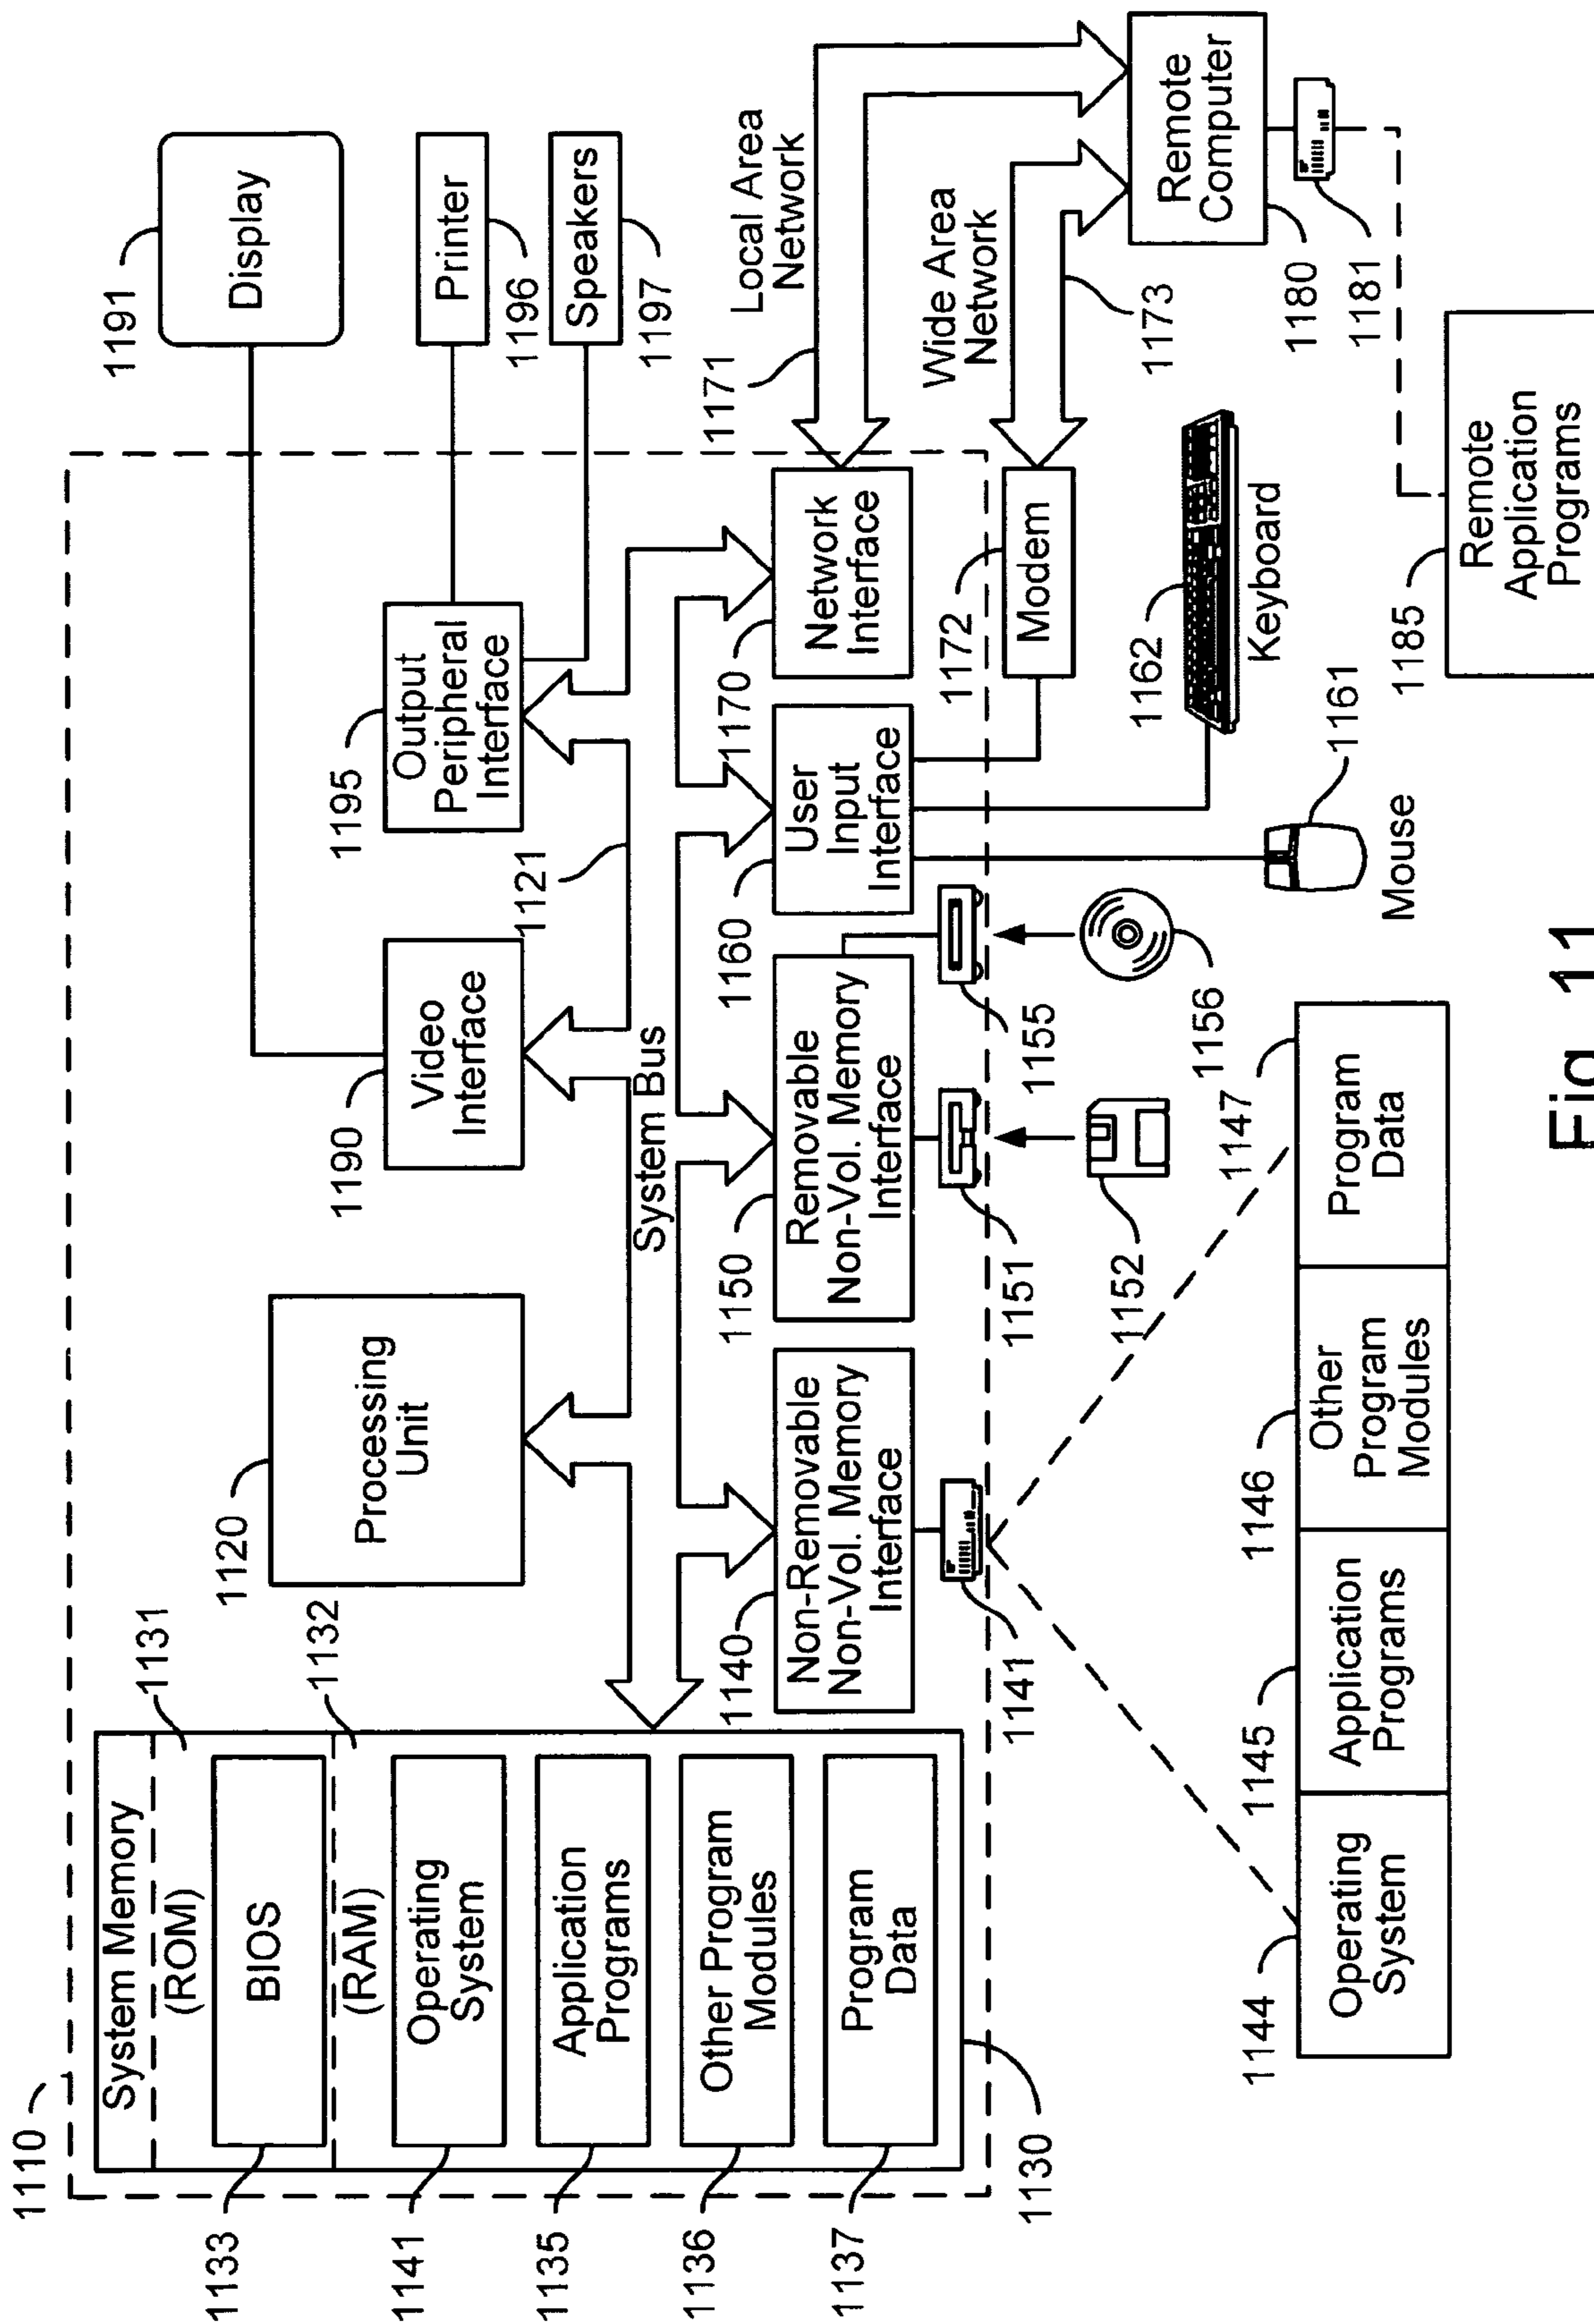 1110
System Memory
(ROM)
1131
BIOS
1133
(RAM)
1132
Operating
System
1141
Application
Programs
1135
Other Program
Modules
1136
Program
Data
1137
1130
1120
Processing
Unit
1190
Video
Interface
1195
Output
Peripheral
Interface
1191
Display
Printer
1196
Speakers
1197
1121
System Bus
1140
Non-Removable
Non-Vol. Memory
Interface
1150
Removable
Non-Vol. Memory
Interface
1160
User
Input
Interface
1170
Network
Interface
1171
Local Area
Network
1172
Modem
Wide Area
Network
1173
Remote
Computer
1180
1181
1141
1151
1152
1155
1156
1162
Keyboard
1161
Mouse
1144
Operating
System
1145
Application
Programs
1146
Other
Program
Modules
1147
Program
Data
1185
Remote
Application
Programs
Fig. 11